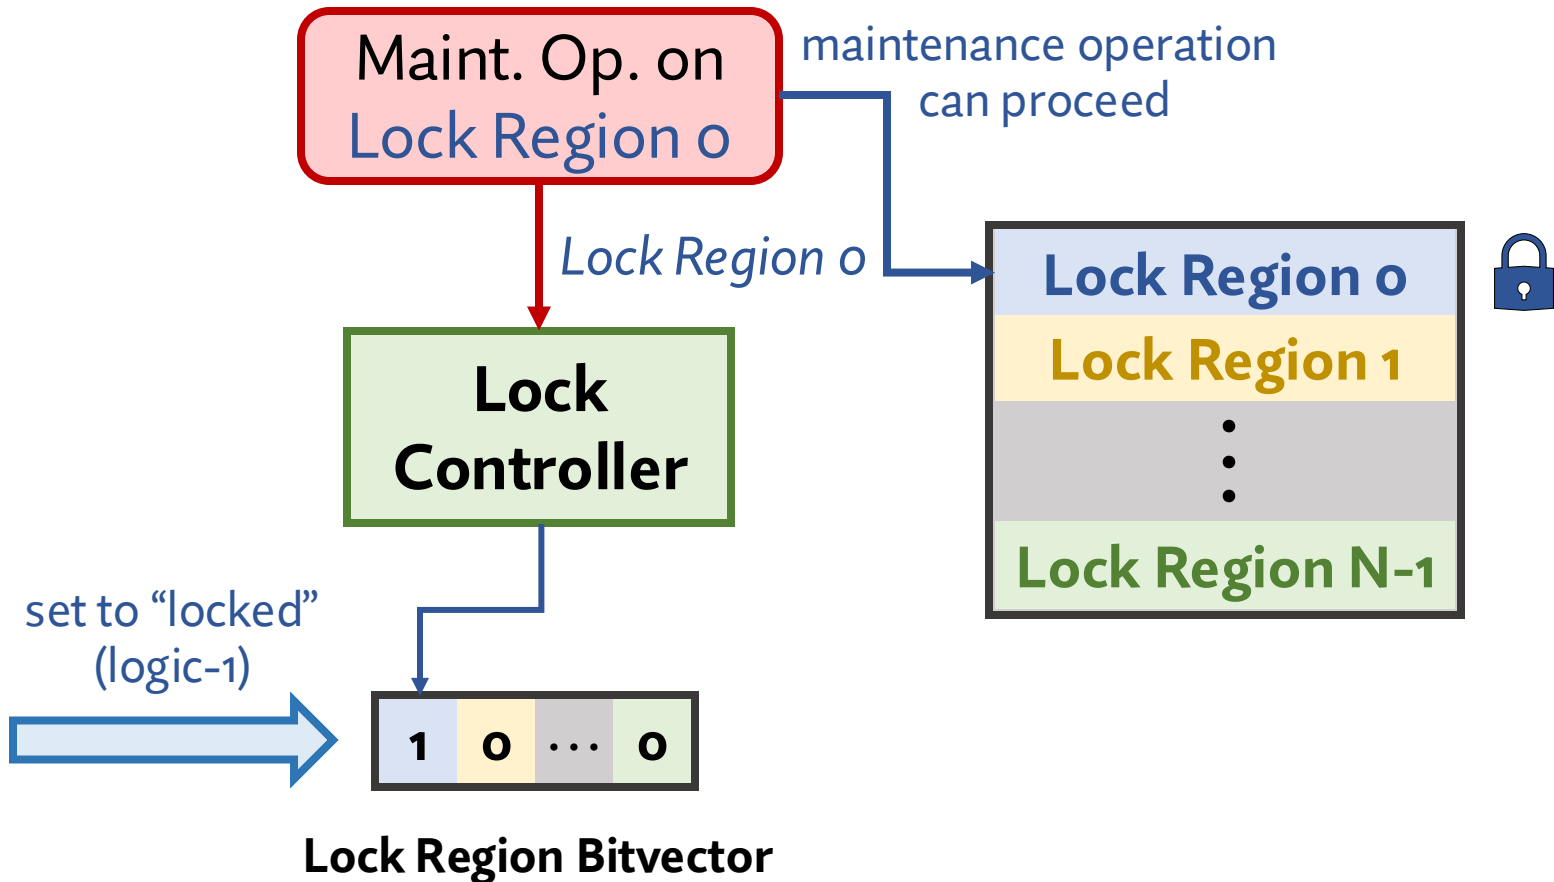 Maint. Op. on
Lock Region 0
maintenance operation
can proceed
Lock Region 0
Lock Region 0
Lock Region 1
Lock Region N-1
Lock
Controller
set to “locked”
(logic-1)
1 0 ... 0
Lock Region Bitvector